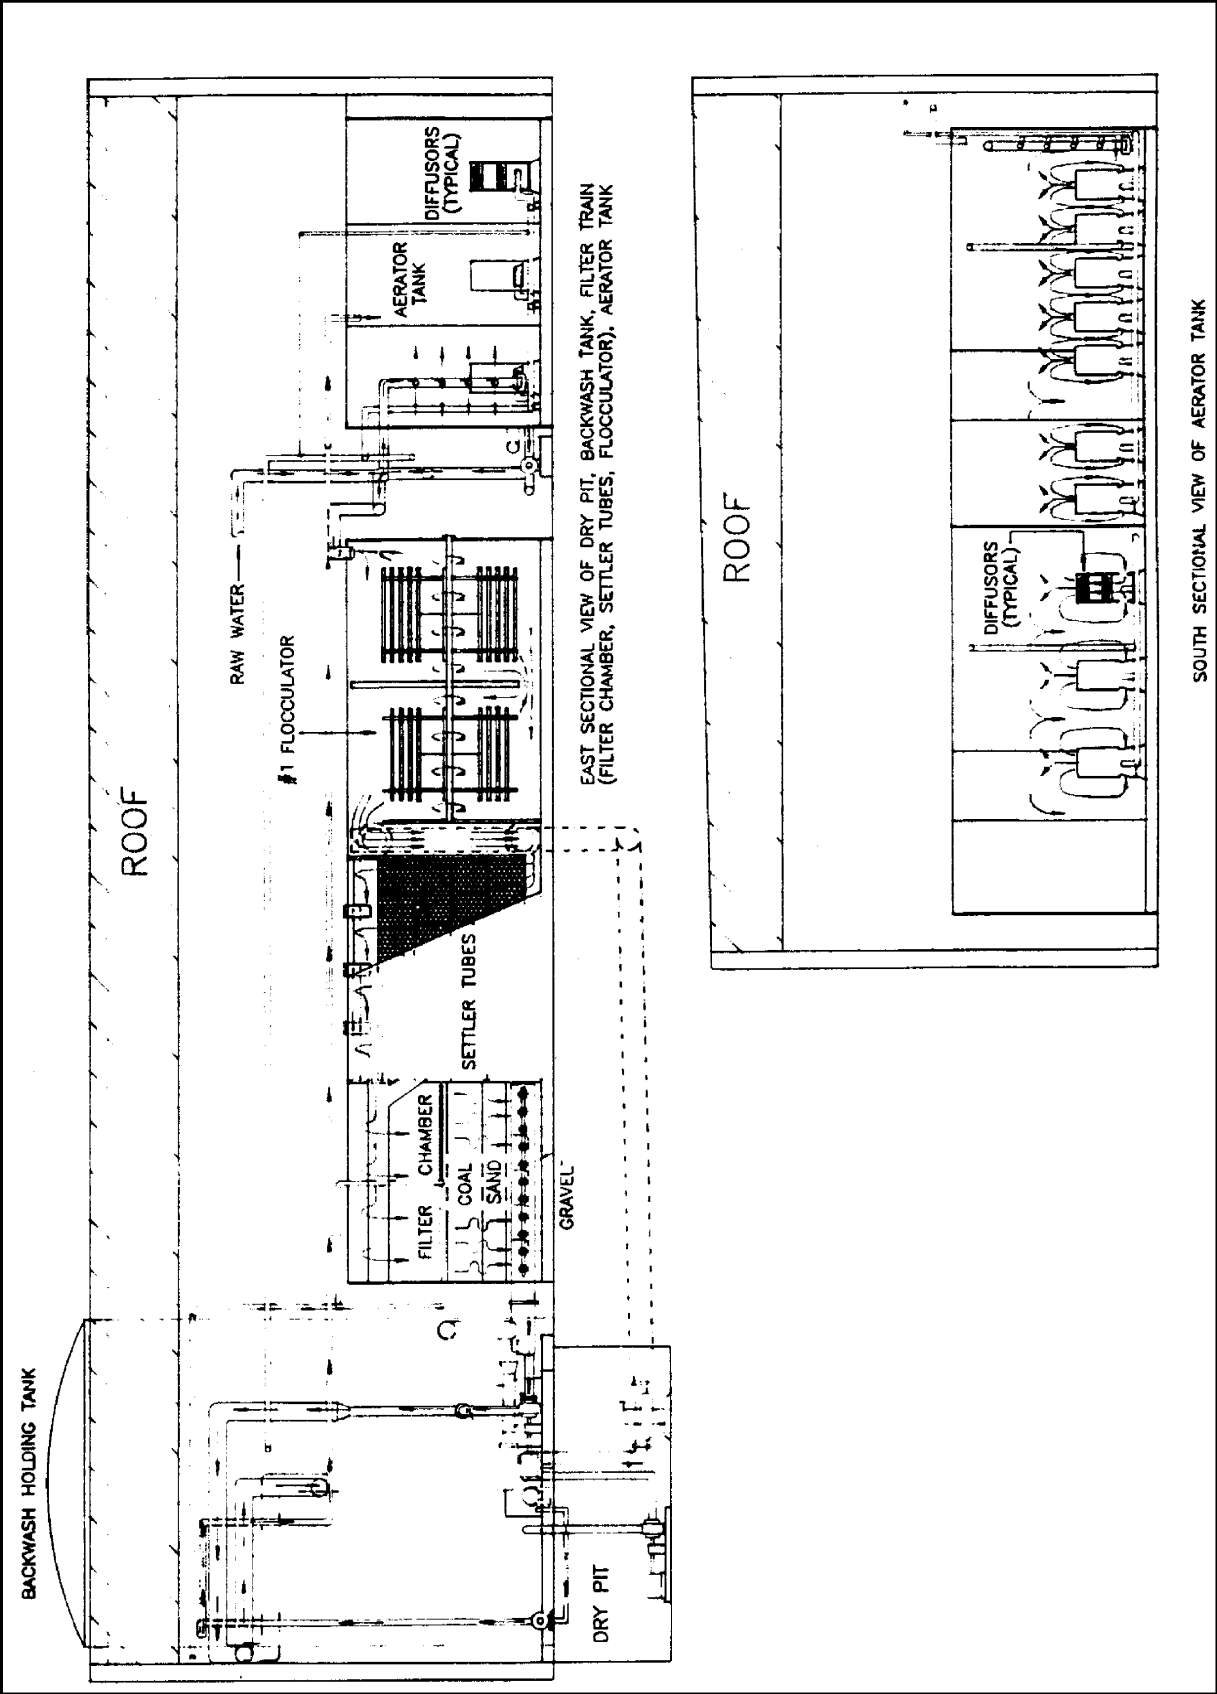 BACKWASH HOLDING TANK
ROOF
RAW WATER
#1 FLOCCULATOR
DIFFUSORS
(TYPICAL)
AERATOR
TANK
SETTLER TUBES
FILTER CHAMBER
COAL
SAND
GRAVEL
DRY PIT
EAST SECTIONAL VIEW OF DRY PIT, BACKWASH TANK, FILTER TRAIN
(FILTER CHAMBER, SETTLER TUBES, FLOCCULATOR), AERATOR TANK
ROOF
DIFFUSORS
(TYPICAL)
SOUTH SECTIONAL VIEW OF AERATOR TANK